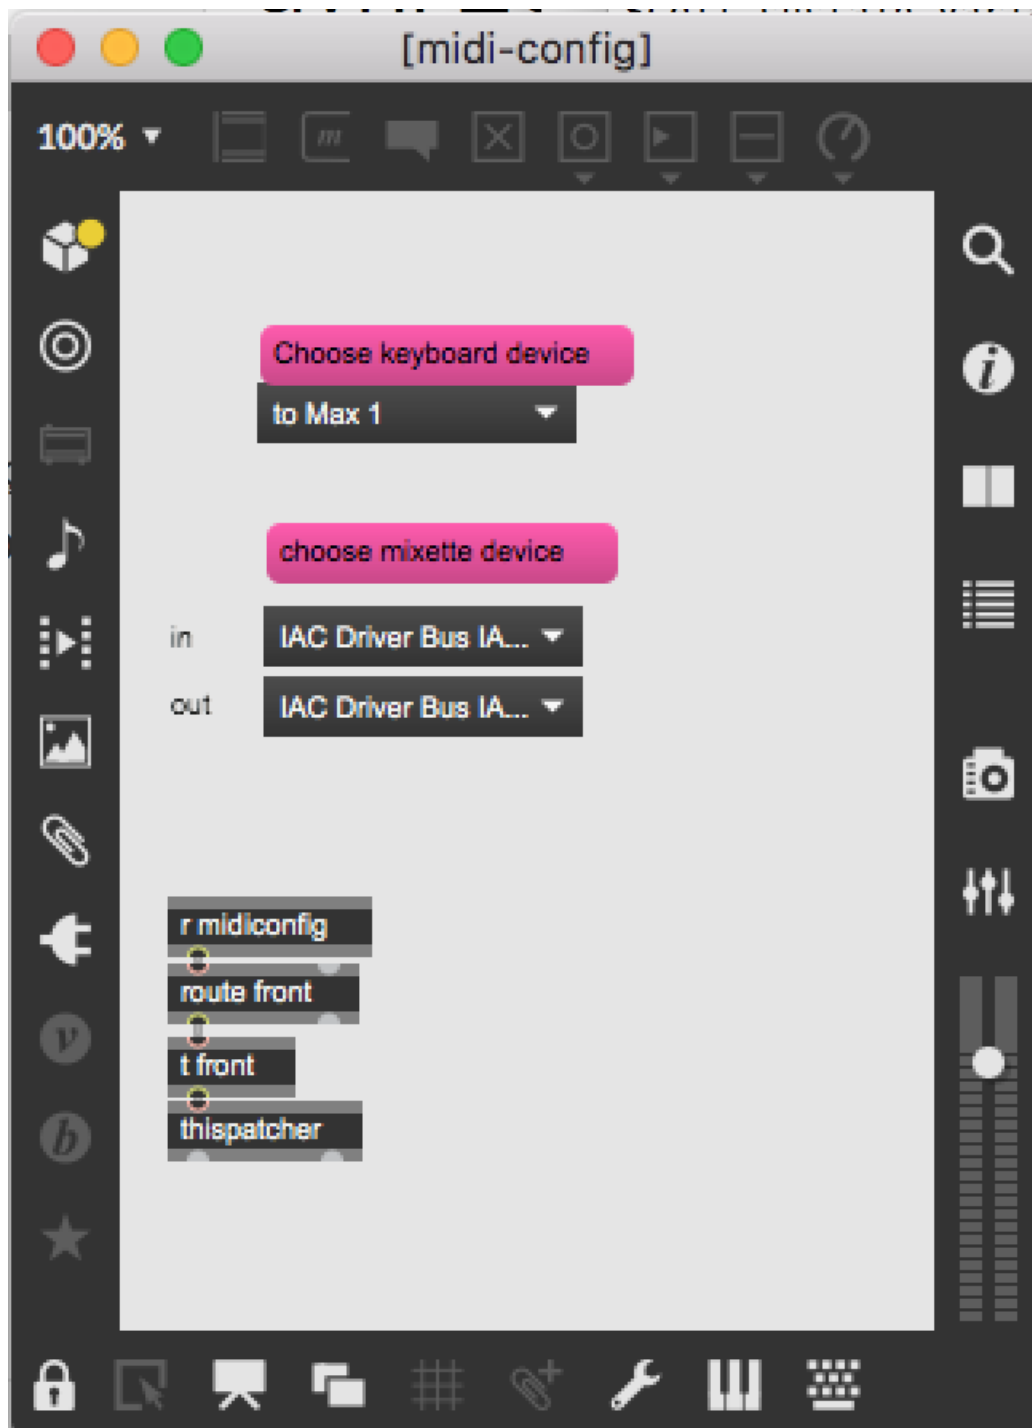 [midi-config]
100%
m
Choose keyboard device
to Max 1
choose mixette device
in
IAC Driver Bus IA...
out
IAC Driver Bus IA...
r midiconfig
route front
t front
thispatcher
i
v
b